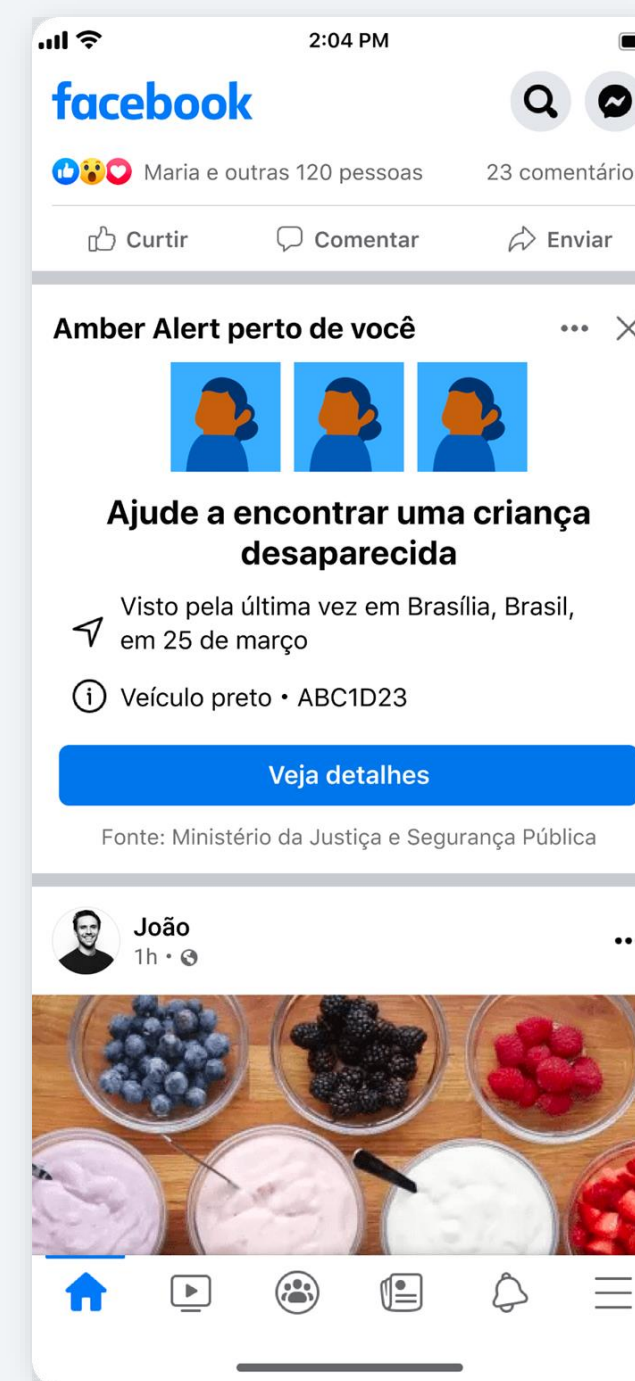 2:04 PM
facebook
Maria e outras 120 pessoas 23 comentário
Curtir Comentar Enviar
Amber Alert perto de você
Ajude a encontrar uma criança
desaparecida
Visto pela última vez em Brasília, Brasil,
em 25 de março
Veículo preto • ABC1D23
Veja detalhes
Fonte: Ministério da Justiça e Segurança Pública
João
1h •